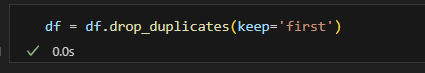 df = df.drop_duplicates(keep='first')
0.0s